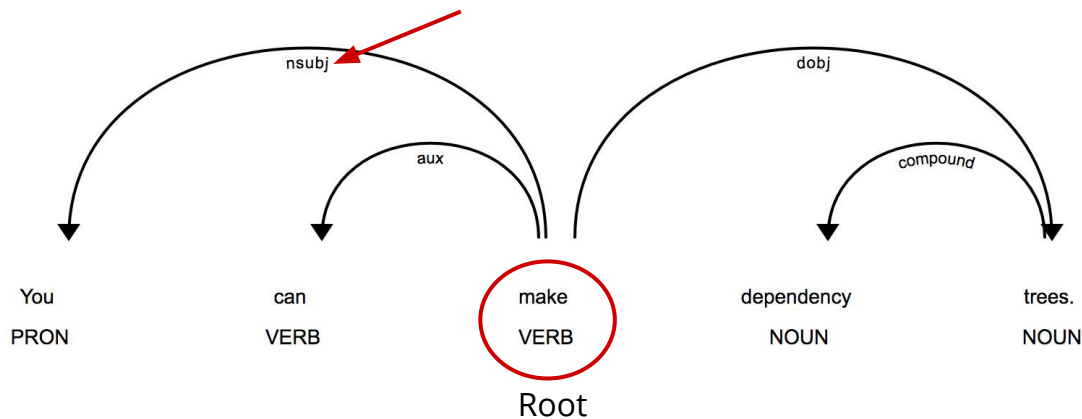 nsubj dobj
aux compound
You can make dependency trees.
PRON VERB VERB NOUN NOUN
Root